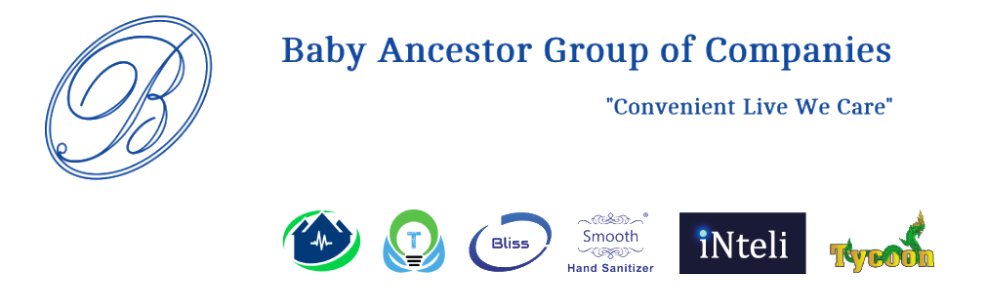 B
Baby Ancestor Group of Companies
"Convenient Live We Care"
T
Bliss
Smooth
Hand Sanitizer
iNteli
Tycoon